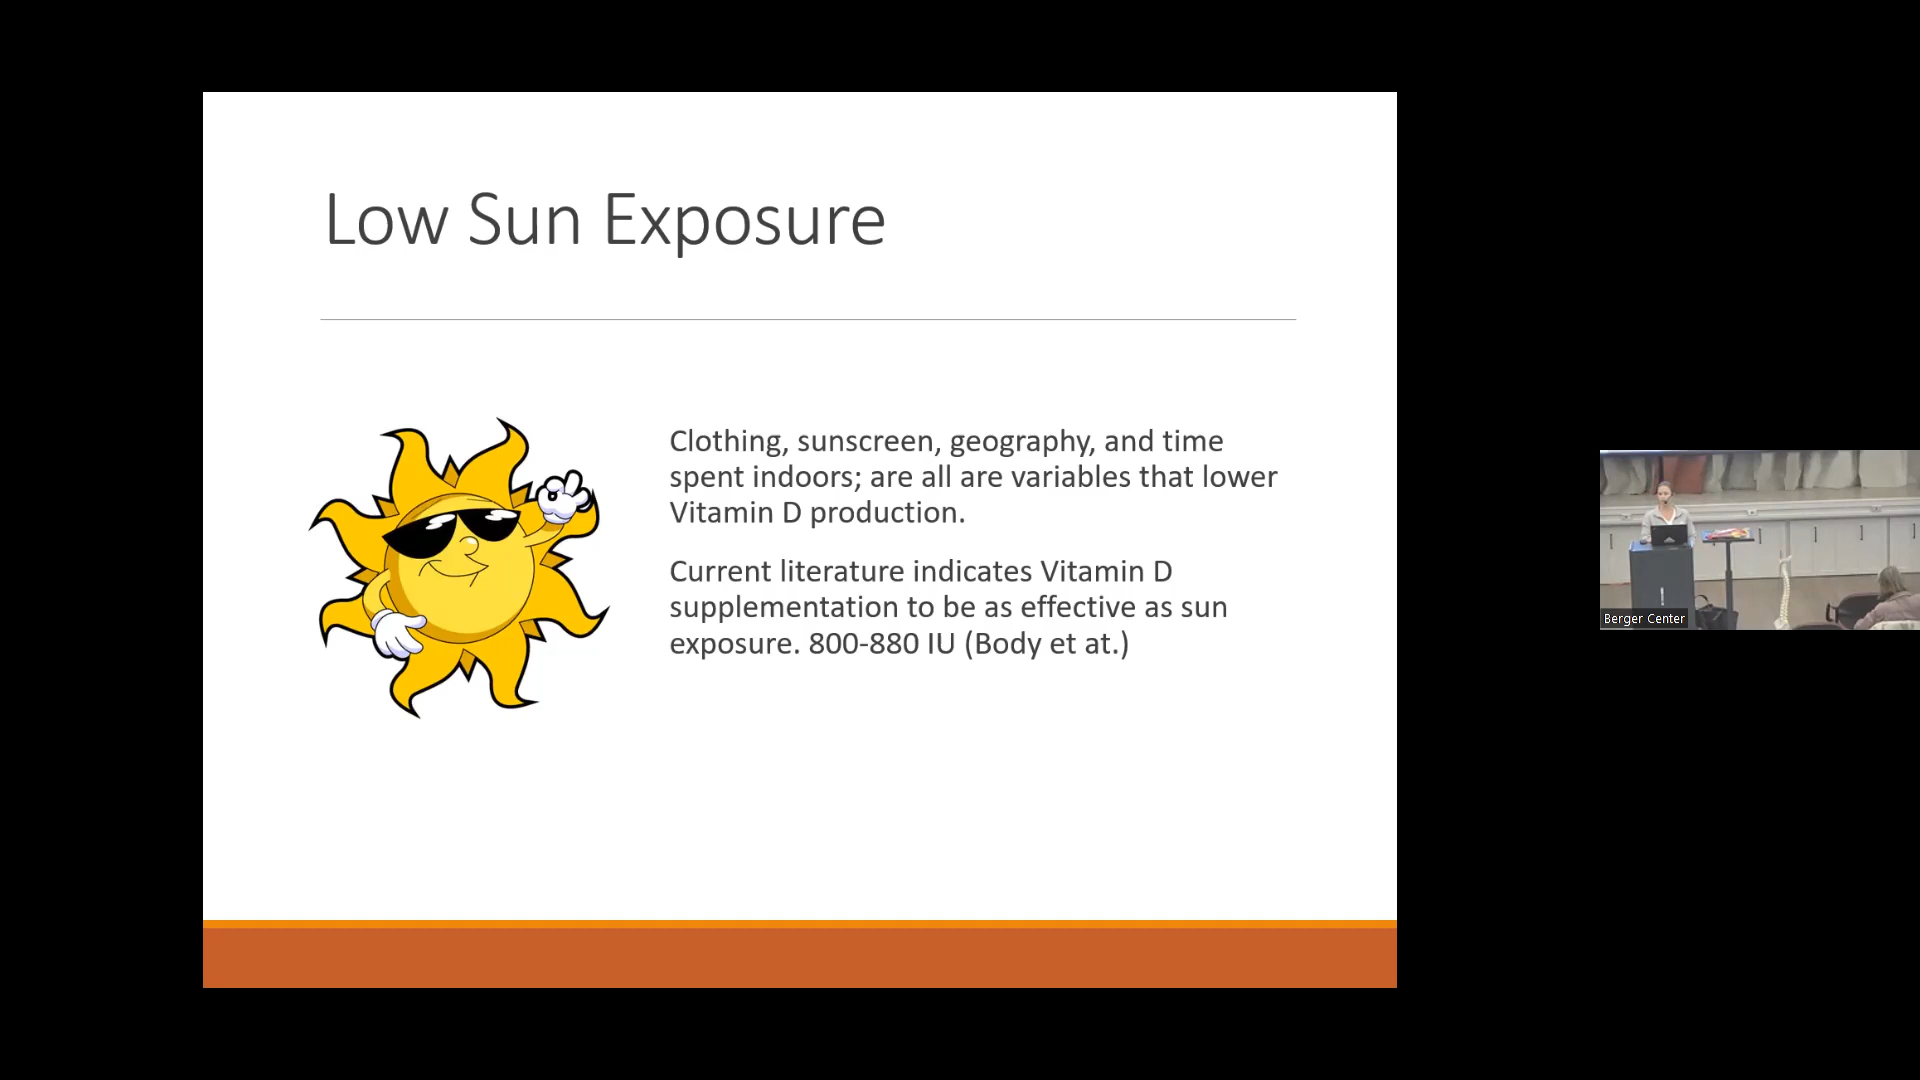 Low Sun Exposure
Clothing, sunscreen, geography, and time
spent indoors; are all are variables that lower
Vitamin D production.
Current literature indicates Vitamin D
supplementation to be as effective as sun
exposure. 800-880 IU (Body et at.)
Berger Center